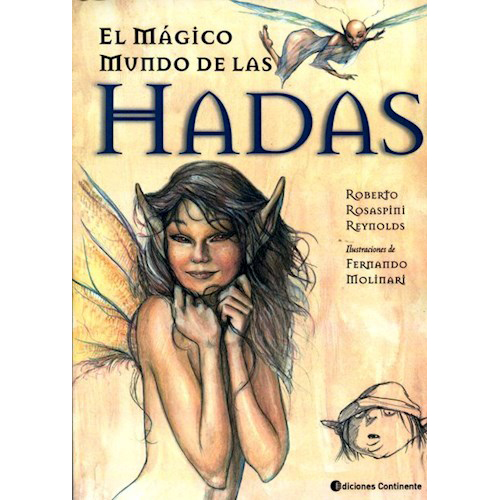 EL MÁGICO
MUNDO DE LAS
HADAS
ROBERTO
ROSASPINI
REYNOLDS
Ilustraciones de
FERNANDO
MOLINARI
Ediciones Continente